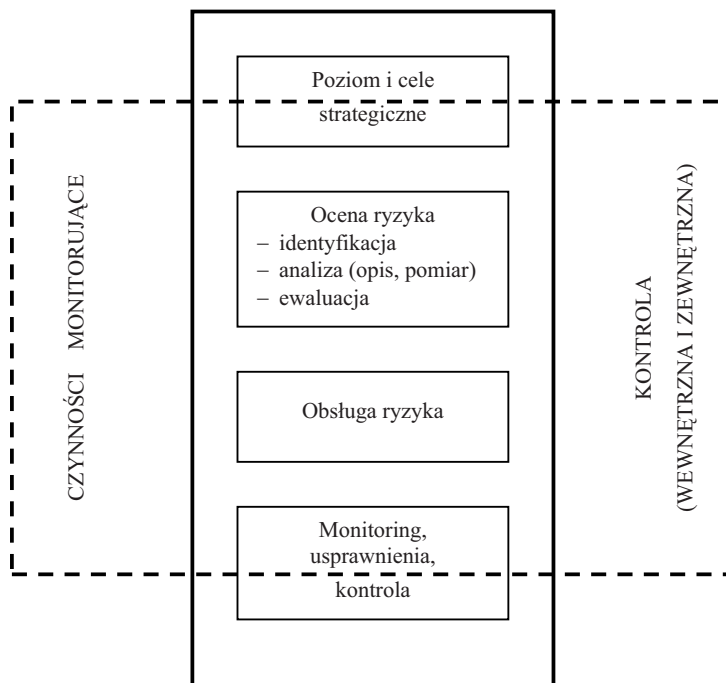 Poziom i cele
strategiczne
CZYNNOŚCI MONITORUJĄCE
Ocena ryzyka
– identyfikacja
– analiza (opis, pomiar)
– ewaluacja
Obsługa ryzyka
Monitoring,
usprawnienia,
kontrola
KONTROLA
(WEWNĘTRZNA I ZEWNĘTRZNA)